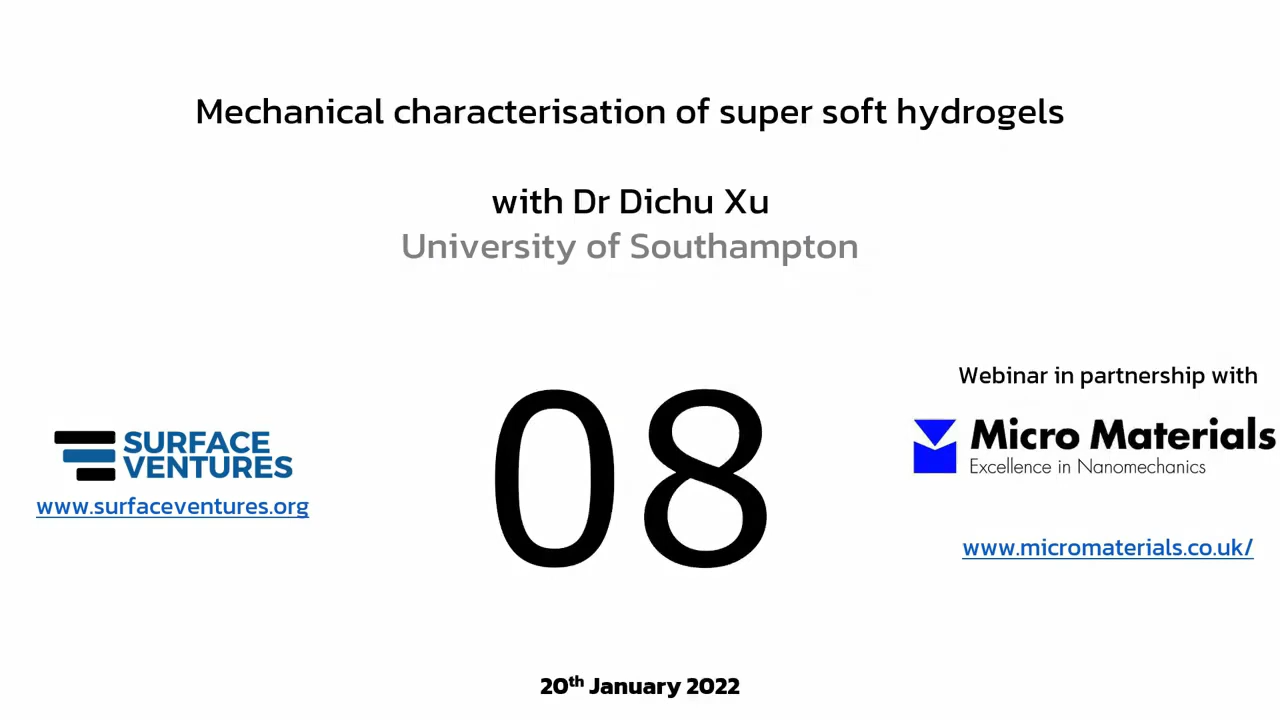 Mechanical characterisation of super soft hydrogels
with Dr Dichu Xu
University of Southampton
Webinar in partnership with
SURFACE
VENTURES
www.surfaceventures.org
08
Micro Materials
Excellence in Nanomechanics
www.micromaterials.co.uk/
20th January 2022